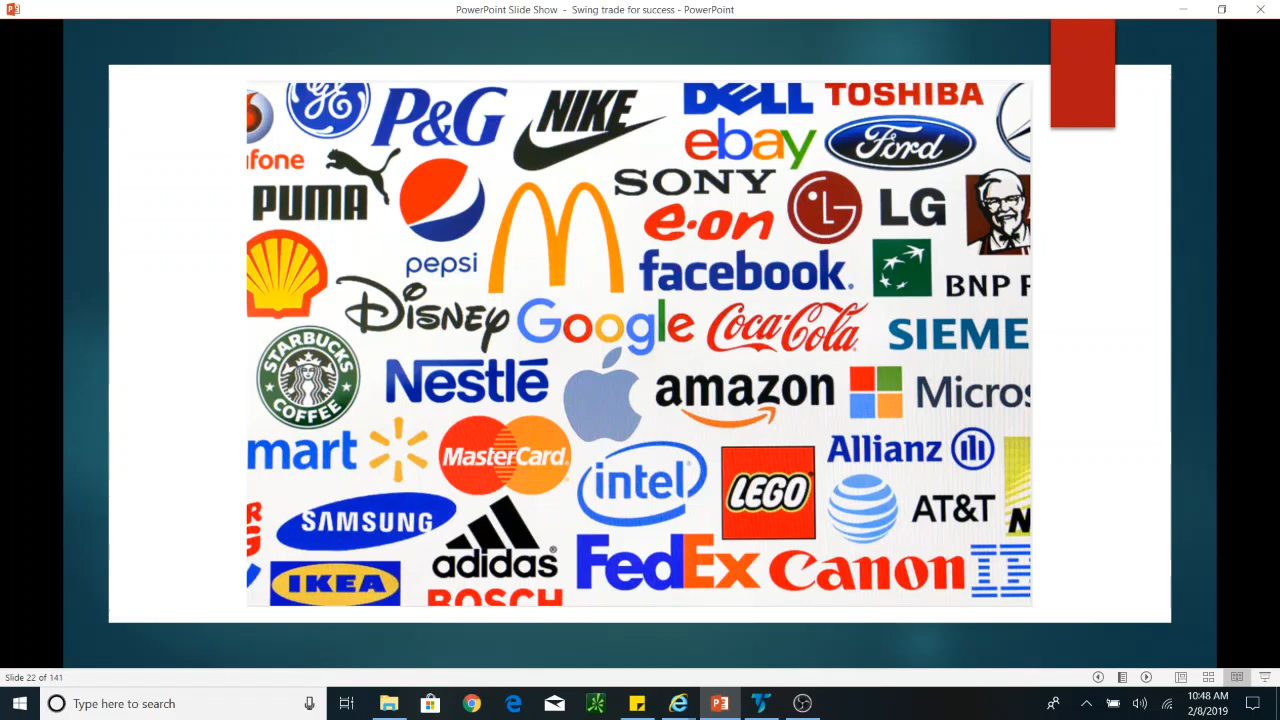 PowerPoint Slide Show - Swing trade for success - PowerPoint
GE
P&G
NIKE
DELL
TOSHIBA
fone
ebay
Ford
PUMA
SONY
e·on
LG
LG
pepsi
facebook®
BNP P
DISNEY
Google
Coca-Cola
SIEME
STARBUCKS
COFFEE
Nestlé
amazon
Micros
mart
MasterCard
intel®
LEGO®
Allianz
SAMSUNG
AT&T
N
adidas®
FedEx
Canon
IB
IKEA
BOSCH
Slide 22 of 141
Type here to search
10:48 AM
2/8/2019